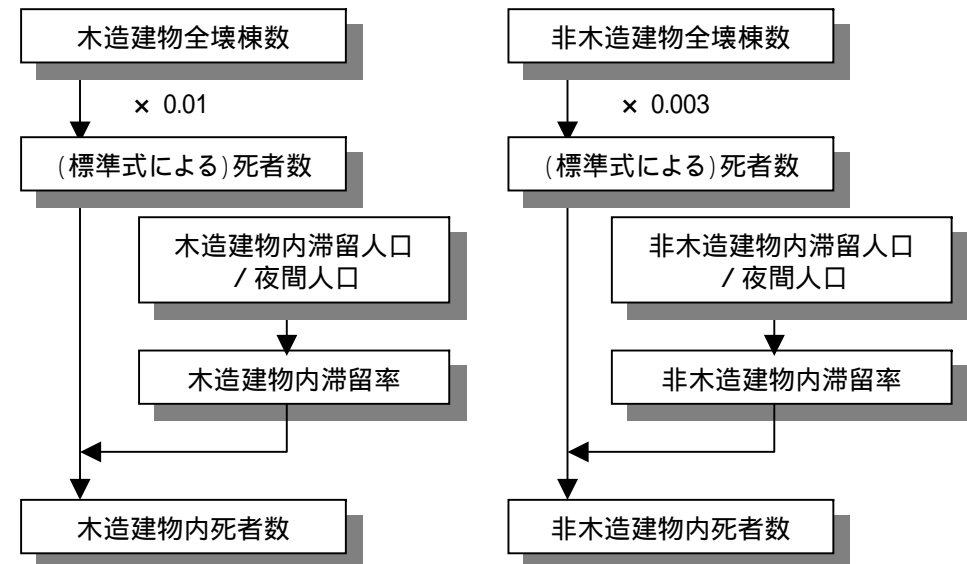 木造建物全壊棟数
× 0.01
(標準式による)死者数
木造建物内滞留人口
/ 夜間人口
木造建物内滞留率
木造建物内死者数
非木造建物全壊棟数
× 0.003
(標準式による)死者数
非木造建物内滞留人口
/ 夜間人口
非木造建物内滞留率
非木造建物内死者数